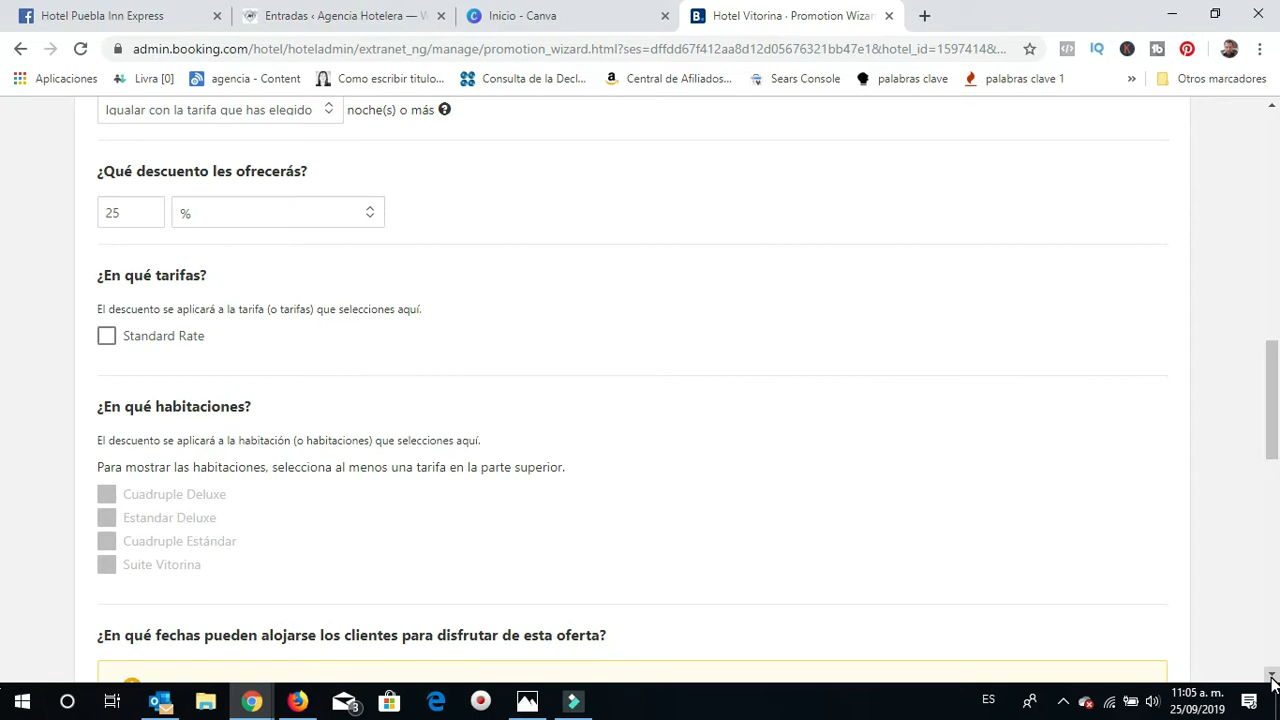 Hotel Puebla Inn Express
Entradas ‹ Agencia Hotelera — W
Inicio - Canva
B. Hotel Vitorina · Promotion Wizar
admin.booking.com/hotel/hoteladmin/extranet_ng/manage/promotion_wizard.html?ses=dffdd67f412aa8d12d05676321bb47e1&hotel_id=1597414&...
Aplicaciones
Livra [0]
agencia - Content
Como escribir titulo...
Consulta de la Decl...
Central de Afiliados...
Sears Console
palabras clave
palabras clave 1
»
Otros marcadores
Igualar con la tarifa que has elegido noche(s) o más
¿Qué descuento les ofrecerás?
25 %
¿En qué tarifas?
El descuento se aplicará a la tarifa (o tarifas) que selecciones aquí.
Standard Rate
¿En qué habitaciones?
El descuento se aplicará a la habitación (o habitaciones) que selecciones aquí.
Para mostrar las habitaciones, selecciona al menos una tarifa en la parte superior.
Cuadruple Deluxe
Estandar Deluxe
Cuadruple Estándar
Suite Vitorina
¿En qué fechas pueden alojarse los clientes para disfrutar de esta oferta?
3
ES
11:05 a. m.
25/09/2019